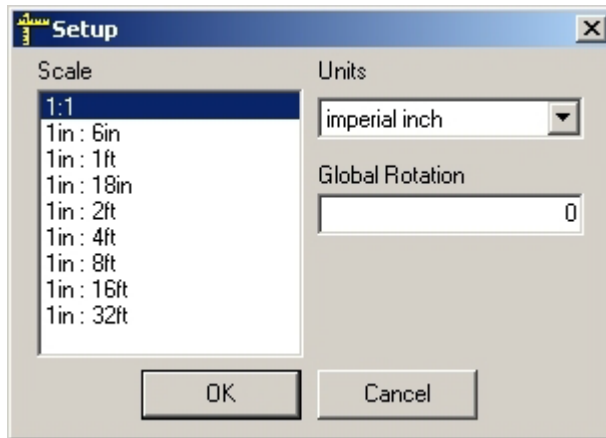 Setup
Scale
1:1
1in : 6in
1in : 1ft
1in : 18in
1in : 2ft
1in : 4ft
1in : 8ft
1in : 16ft
1in : 32ft
Units
imperial inch
Global Rotation
0
OK
Cancel